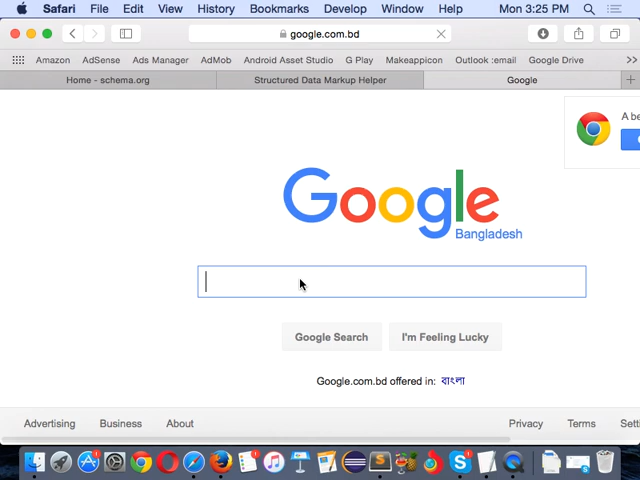 Safari File Edit View History Bookmarks Develop Window Help Mon 3:25 PM
google.com.bd
Amazon AdSense Ads Manager AdMob Android Asset Studio G Play Makeappicon Outlook :email Google Drive
Home - schema.org Structured Data Markup Helper Google
A be
Google
Bangladesh
Google Search I'm Feeling Lucky
Google.com.bd offered in: বাংলা
Advertising Business About Privacy Terms Setti